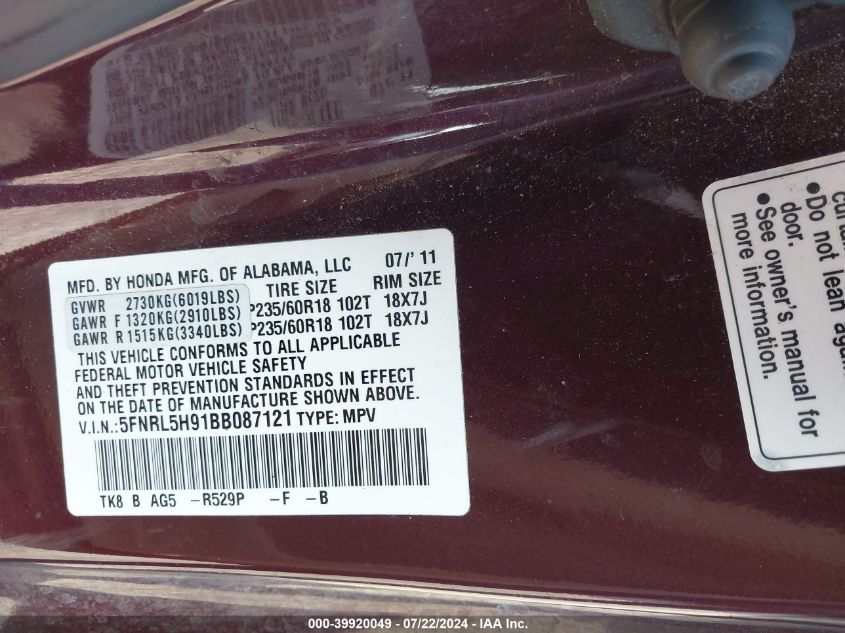 MFD. BY HONDA MFG. OF ALABAMA, LLC 07/'11
TIRE SIZE RIM SIZE
GVWR 2730KG(6019LBS)
GAWR F 1320KG(2910LBS) P235/60R18 102T 18X7J
GAWR R 1515KG(3340LBS) P235/60R18 102T 18X7J
THIS VEHICLE CONFORMS TO ALL APPLICABLE
FEDERAL MOTOR VEHICLE SAFETY
AND THEFT PREVENTION STANDARDS IN EFFECT
ON THE DATE OF MANUFACTURE SHOWN ABOVE.
V.I.N.:5FNRL5H91BB087121 TYPE: MPV
TK8 B AG5 -R529P -F -B
●Do not lean
door.
●See owner's manual for
more information.
000-39920049 - 07/22/2024 - IAA Inc.